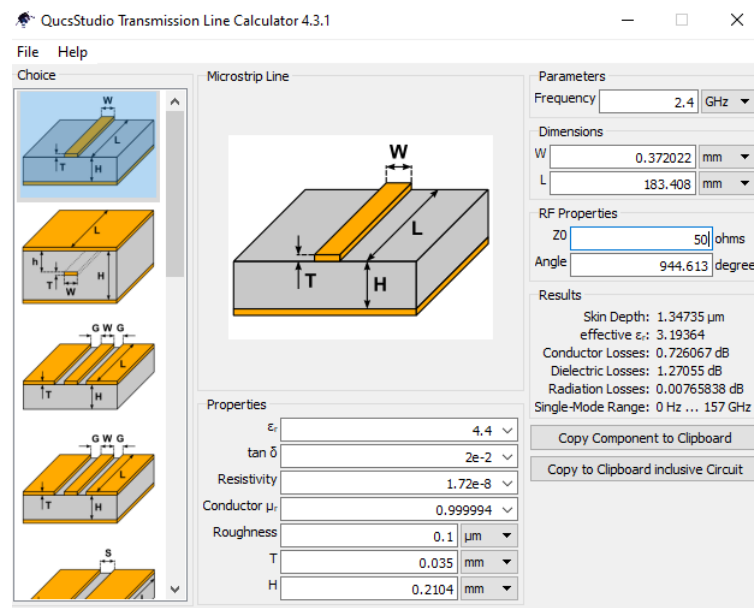 QucsStudio Transmission Line Calculator 4.3.1
File Help
Choice
W
L
T H
L
h
T
W
H
G W G
L
T H
G W G
L
T H
S
Microstrip Line
W
L
T
H
Properties
εr 4.4
tan δ 2e-2
Resistivity 1.72e-8
Conductor μr 0.999994
Roughness 0.1 μm
T 0.035 mm
H 0.2104 mm
Parameters
Frequency 2.4 GHz
Dimensions
W 0.372022 mm
L 183.408 mm
RF Properties
Z0 50 ohms
Angle 944.613 degree
Results
Skin Depth: 1.34735 μm
effective εr: 3.19364
Conductor Losses: 0.726067 dB
Dielectric Losses: 1.27055 dB
Radiation Losses: 0.00765838 dB
Single-Mode Range: 0 Hz ... 157 GHz
Copy Component to Clipboard
Copy to Clipboard inclusive Circuit